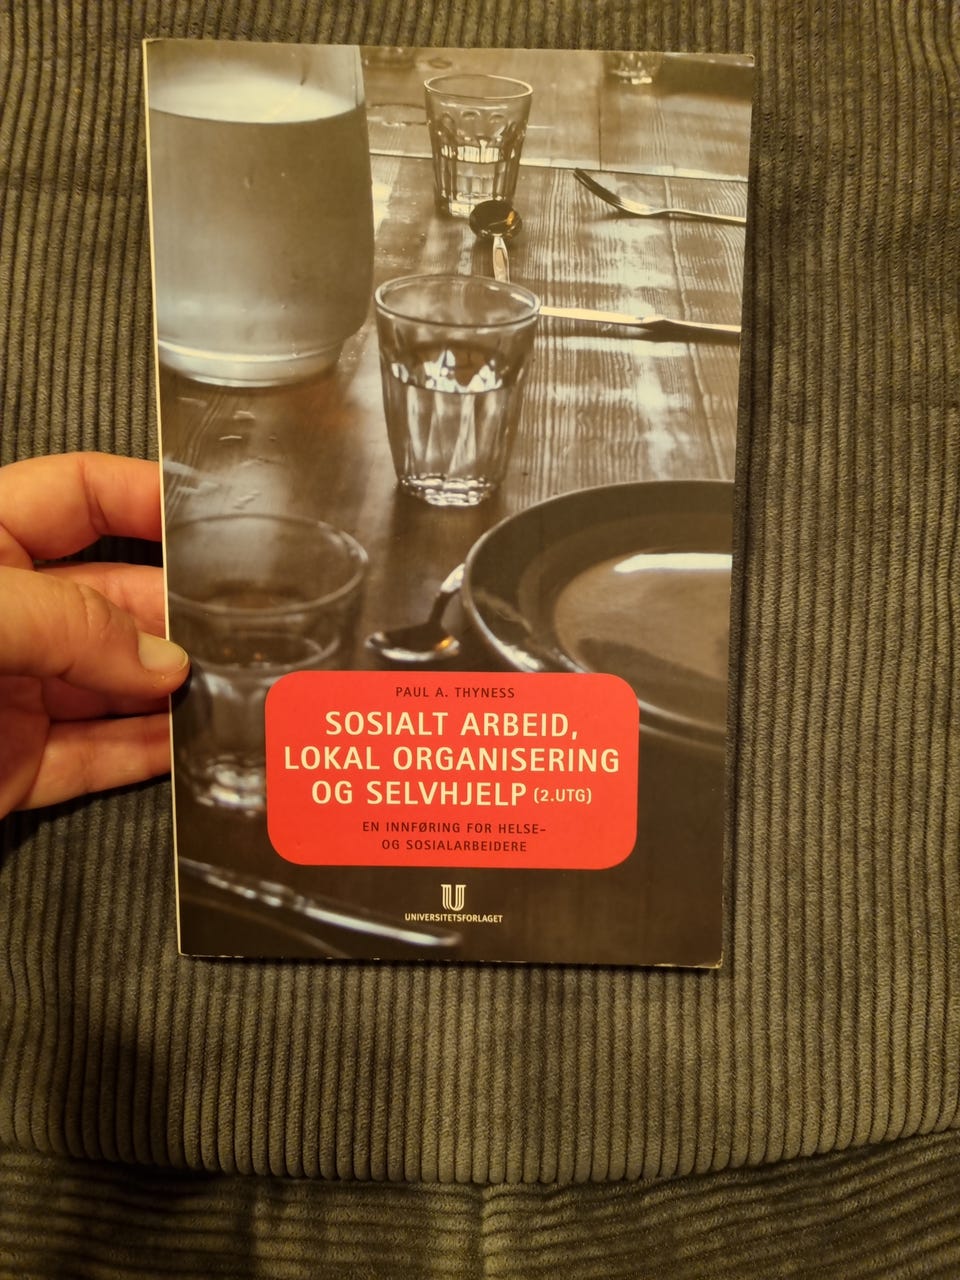 PAUL A. THYNESS
SOSIALT ARBEID,
LOKAL ORGANISERING
OG SELVHJELP (2.UTG)
EN INNFØRING FOR HELSE-
OG SOSIALARBEIDERE
U
UNIVERSITETSFORLAGET